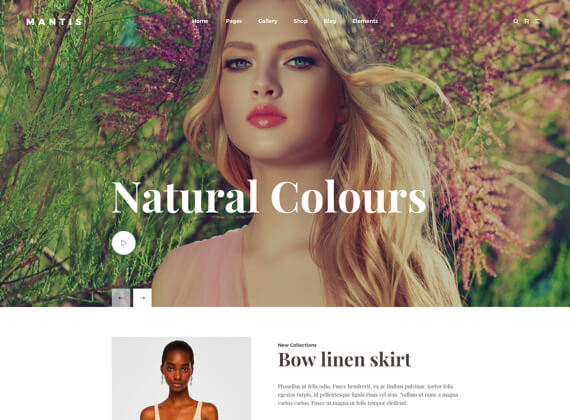 MANTIS
Home Pages Gallery Shop Blog Elements
Natural Colours
New Collections
Bow linen skirt
Phasellus ut felis odio. Fusce hendrerit, ex ac finibus pulvinar, tortor felis
egestas turpis, id pellentesque ligula risus vel sem. Nullam ut nunc a magna
varius varius. Fusce at magna ut felis tempor eleifend.